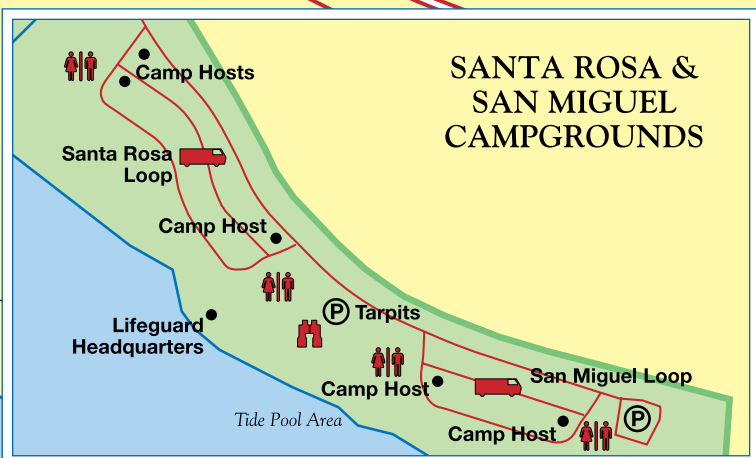 SANTA ROSA &
SAN MIGUEL
CAMPGROUNDS
Camp Hosts
Santa Rosa
Loop
Camp Host
P Tarpits
Lifeguard
Headquarters
San Miguel Loop
Camp Host
P
Tide Pool Area
Camp Host